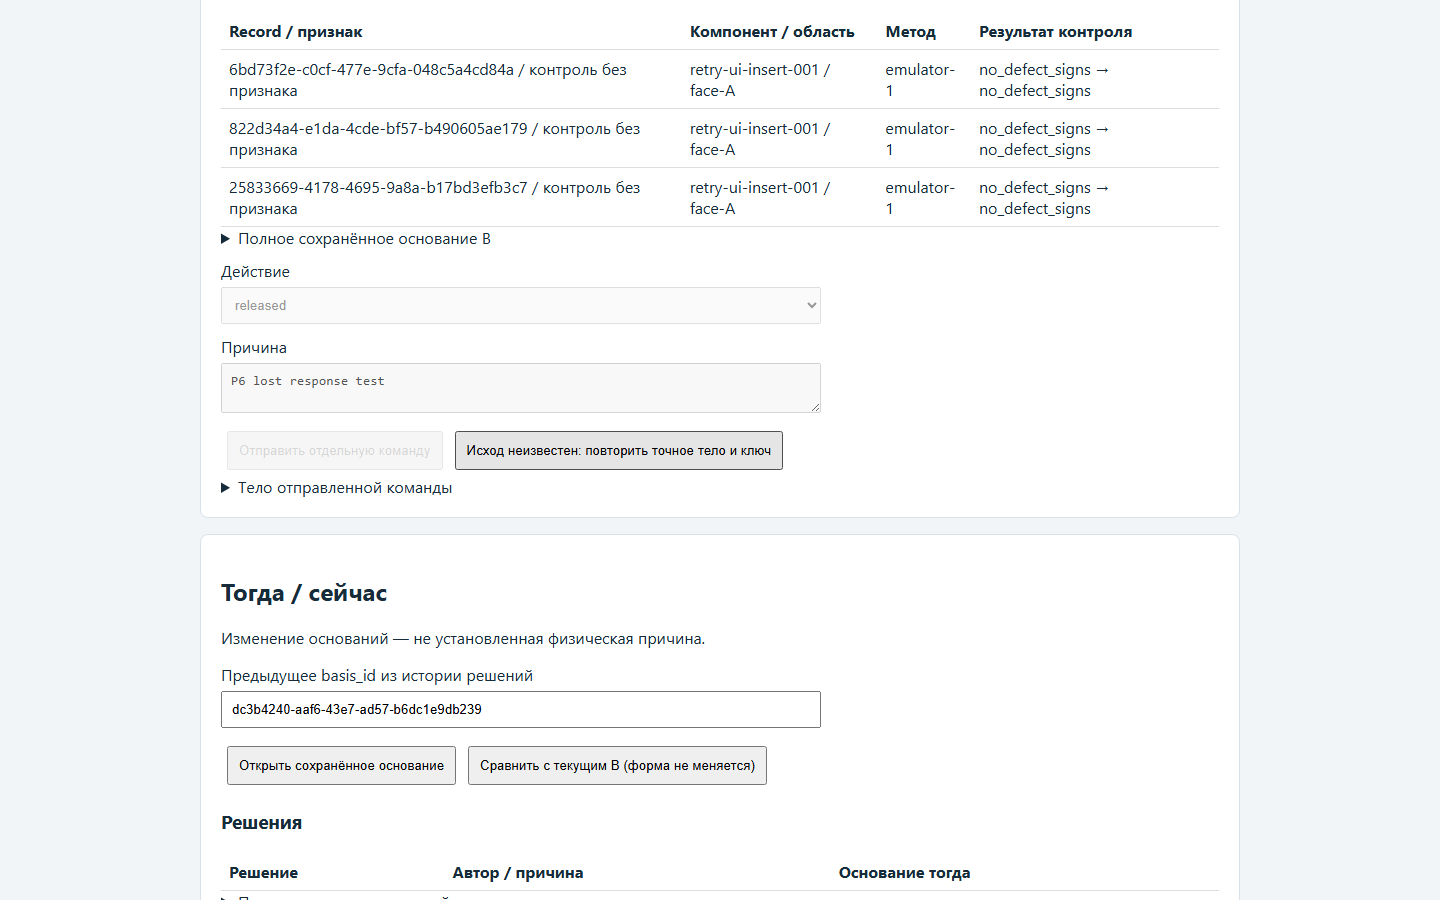 Record / признак Компонент / область Метод Результат контроля
6bd73f2e-c0cf-477e-9cfa-048c5a4cd84a / контроль без retry-ui-insert-001 / emulator- no_defect_signs →
признака face-A 1 no_defect_signs
822d34a4-e1da-4cde-bf57-b490605ae179 / контроль без retry-ui-insert-001 / emulator- no_defect_signs →
признака face-A 1 no_defect_signs
25833669-4178-4695-9a8a-b17bd3efb3c7 / контроль без retry-ui-insert-001 / emulator- no_defect_signs →
признака face-A 1 no_defect_signs
Полное сохранённое основание B
Действие
released
Причина
P6 lost response test
Отправить отдельную команду Исход неизвестен: повторить точное тело и ключ
Тело отправленной команды
Тогда / сейчас
Изменение оснований — не установленная физическая причина.
Предыдущее basis_id из истории решений
dc3b4240-aaf6-43e7-ad57-b6dc1e9db239
Открыть сохранённое основание Сравнить с текущим B (форма не меняется)
Решения
Решение Автор / причина Основание тогда